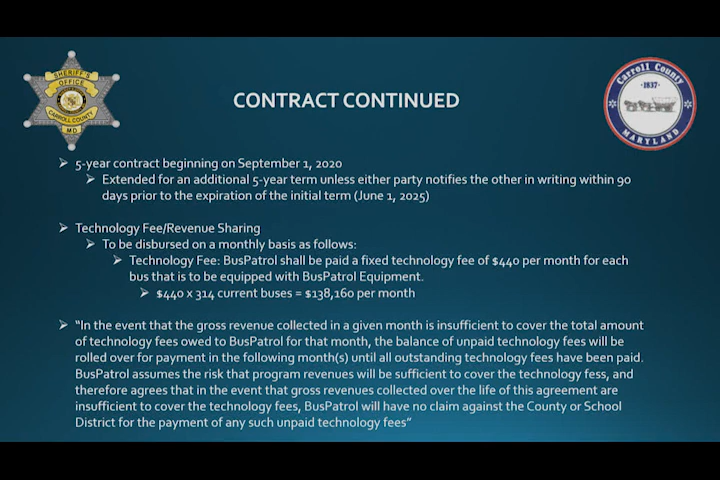 SHERIFF'S
OFFICE
CARROLL COUNTY
MD
Carroll County
·1837·
MARYLAND
CONTRACT CONTINUED
5-year contract beginning on September 1, 2020
Extended for an additional 5-year term unless either party notifies the other in writing within 90
days prior to the expiration of the initial term (June 1, 2025)
Technology Fee/Revenue Sharing
To be disbursed on a monthly basis as follows:
Technology Fee: BusPatrol shall be paid a fixed technology fee of $440 per month for each
bus that is to be equipped with BusPatrol Equipment.
$440 x 314 current buses = $138,160 per month
"In the event that the gross revenue collected in a given month is insufficient to cover the total amount
of technology fees owed to BusPatrol for that month, the balance of unpaid technology fees will be
rolled over for payment in the following month(s) until all outstanding technology fees have been paid.
BusPatrol assumes the risk that program revenues will be sufficient to cover the technology fess, and
therefore agrees that in the event that gross revenues collected over the life of this agreement are
insufficient to cover the technology fees, BusPatrol will have no claim against the County or School
District for the payment of any such unpaid technology fees"